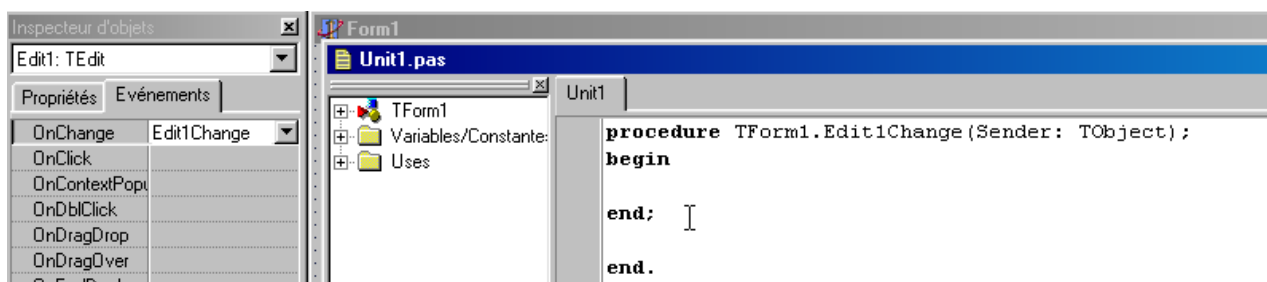 Inspecteur d'objets
Edit1: TEdit
Propriétés Evénements
OnChange Edit1Change
OnClick
OnContextPopu
OnDblClick
OnDragDrop
OnDragOver
Form1
Unit1.pas
TForm1
Variables/Constante:
Uses
Unit1
procedure TForm1.Edit1Change(Sender: TObject);
begin
end;
end.